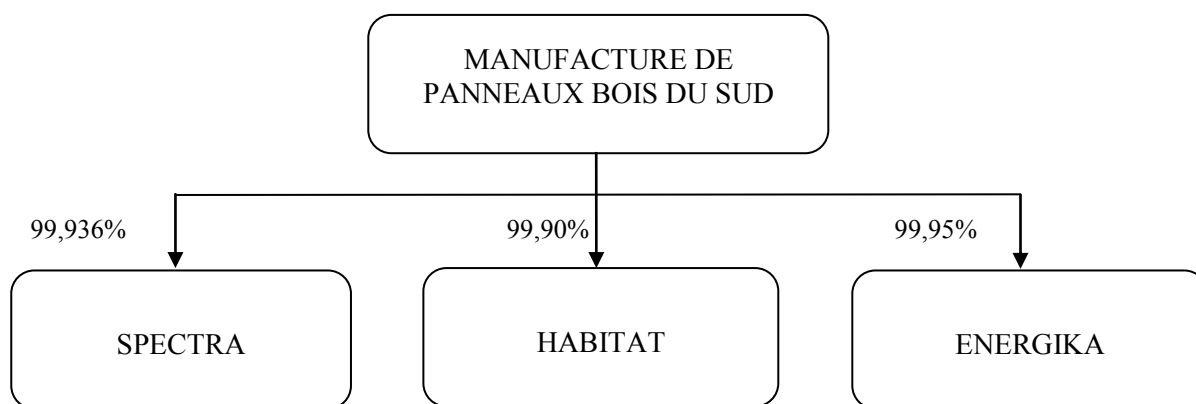 MANUFACTURE DE
PANNEAUX BOIS DU SUD
99,936%
99,90%
99,95%
SPECTRA
HABITAT
ENERGIKA